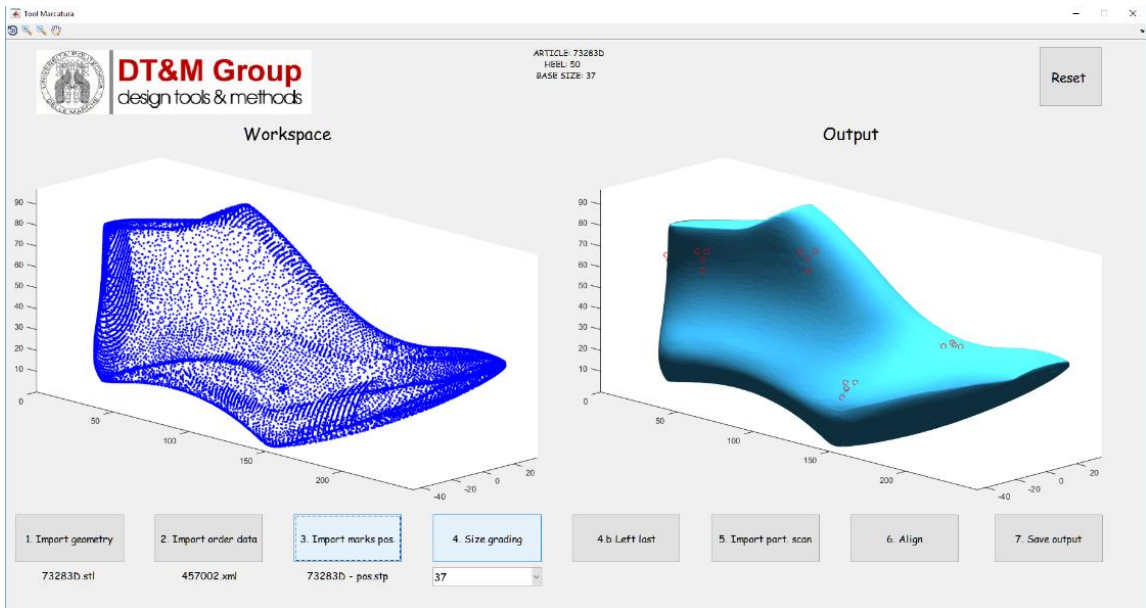 Tool Marcatura
UNIVERSITÀ POLITECNICA
DELLE MARCHE
DT&M Group
design tools & methods
ARTICLE: 73283D
HEEL: 50
BASE SIZE: 37
Reset
Workspace
Output
90
80
70
60
50
40
30
20
10
0
50
100
150
200
-40
-20
0
20
90
80
70
60
50
40
30
20
10
0
50
100
150
200
-40
-20
0
20
1. Import geometry
2. Import order data
3. Import marks pos.
4. Size grading
4.b Left last
5. Import part. scan
6. Align
7. Save output
73283D.stl
457002.xml
73283D - pos.stp
37